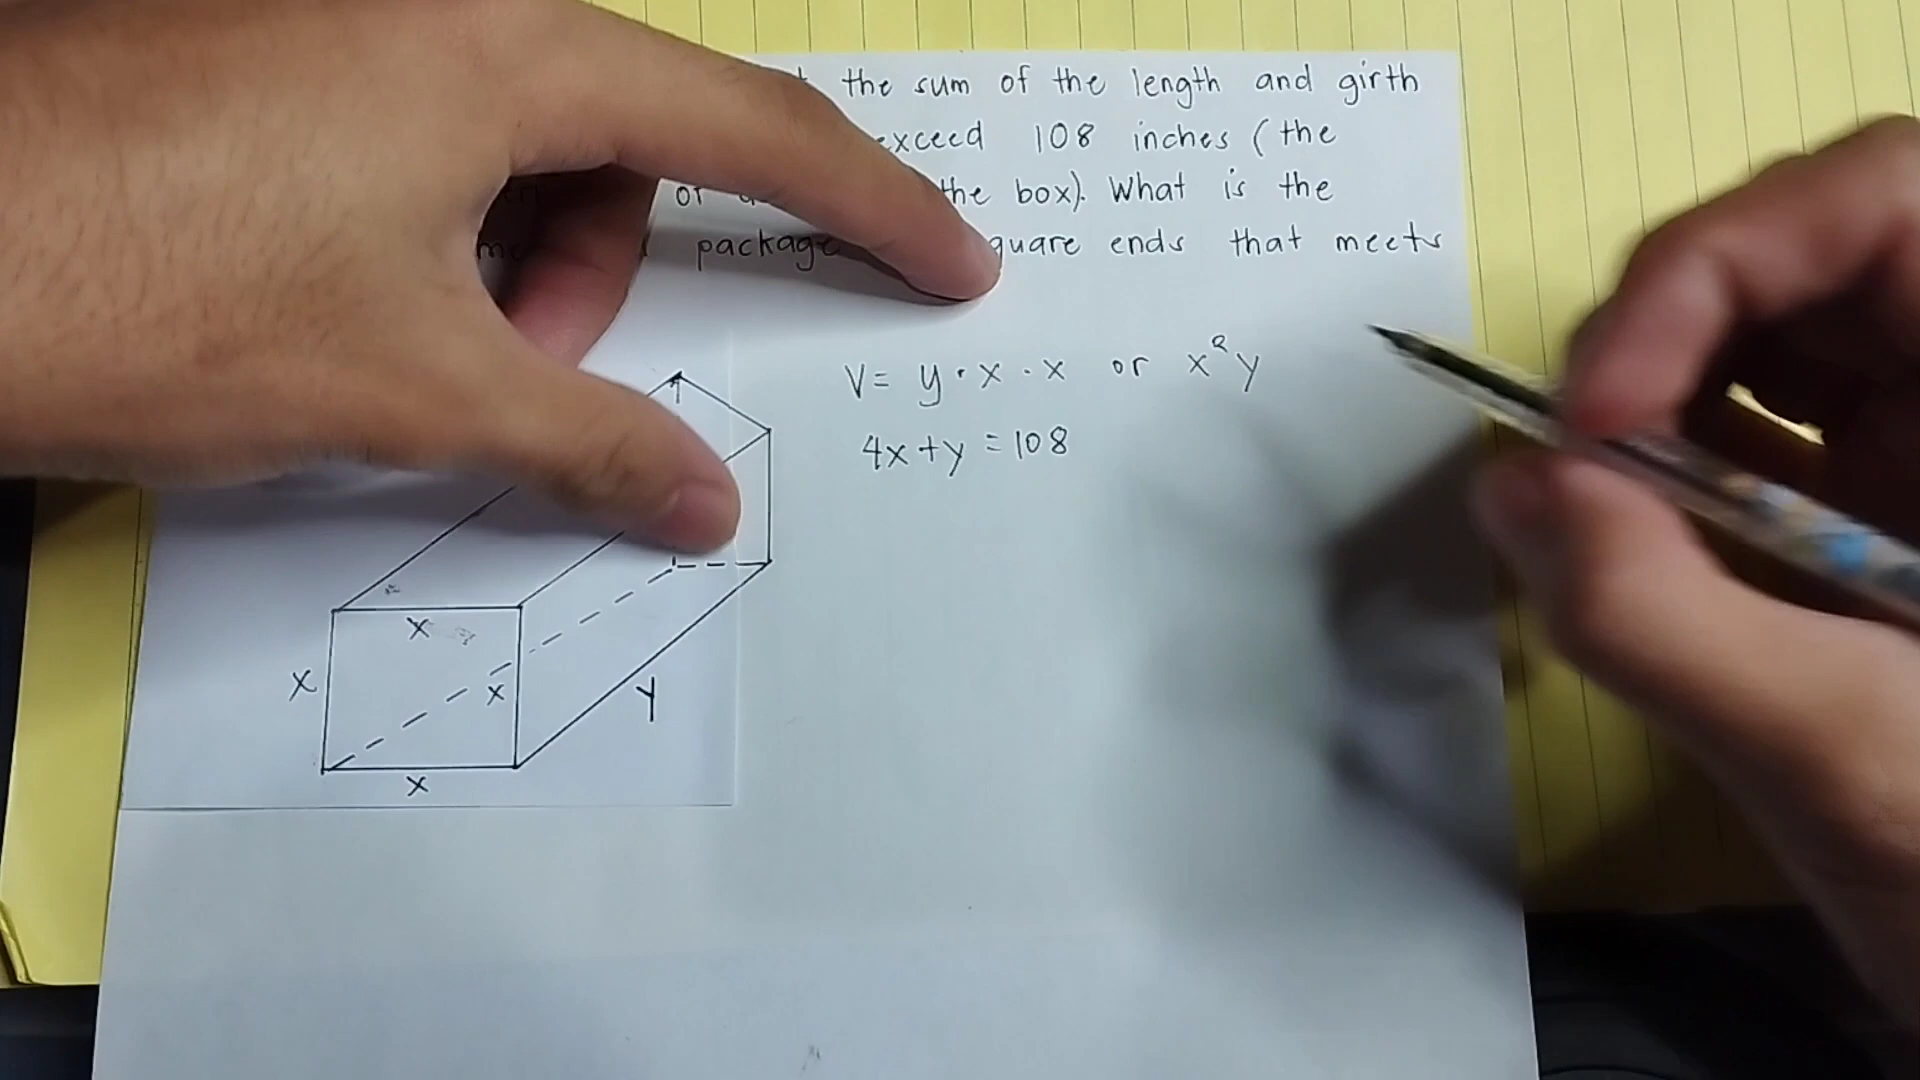 the sum of the length and girth
exceed 108 inches (the
of the box). What is the
package square ends that meets
V = y · x · x or x²y
4x + y = 108
x
x
x
y
x